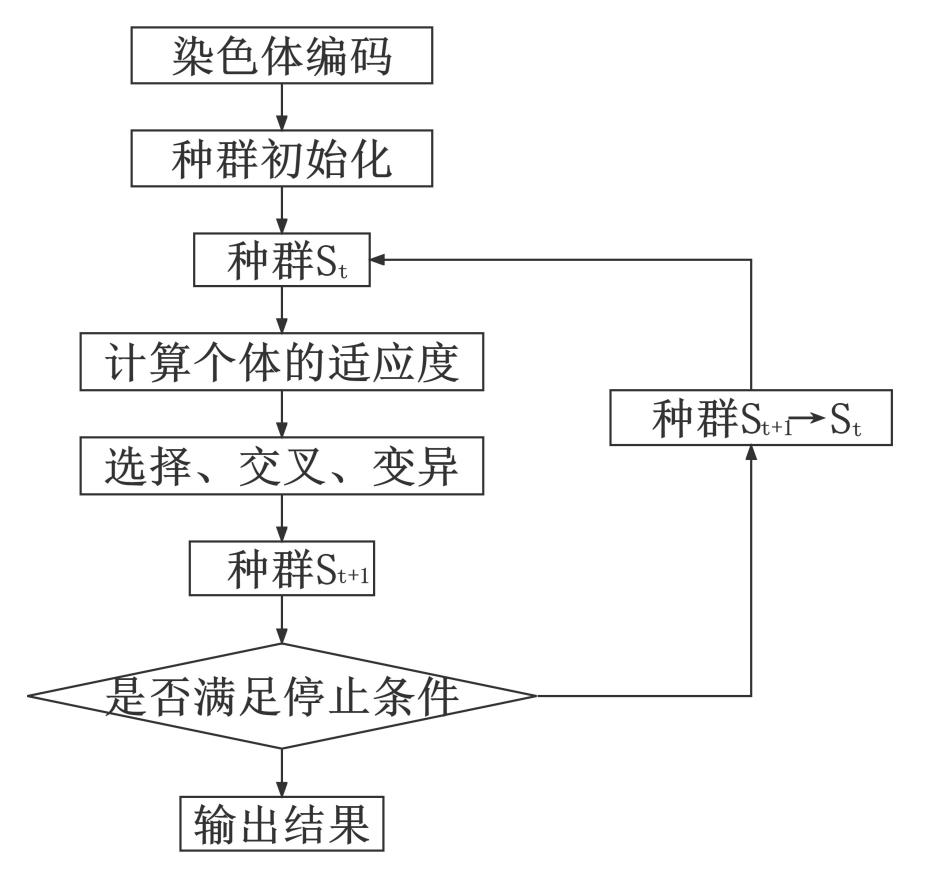 染色体编码
种群初始化
种群Sₜ
计算个体的适应度
种群Sₜ₊₁→Sₜ
选择、交叉、变异
种群Sₜ₊₁
是否满足停止条件
输出结果